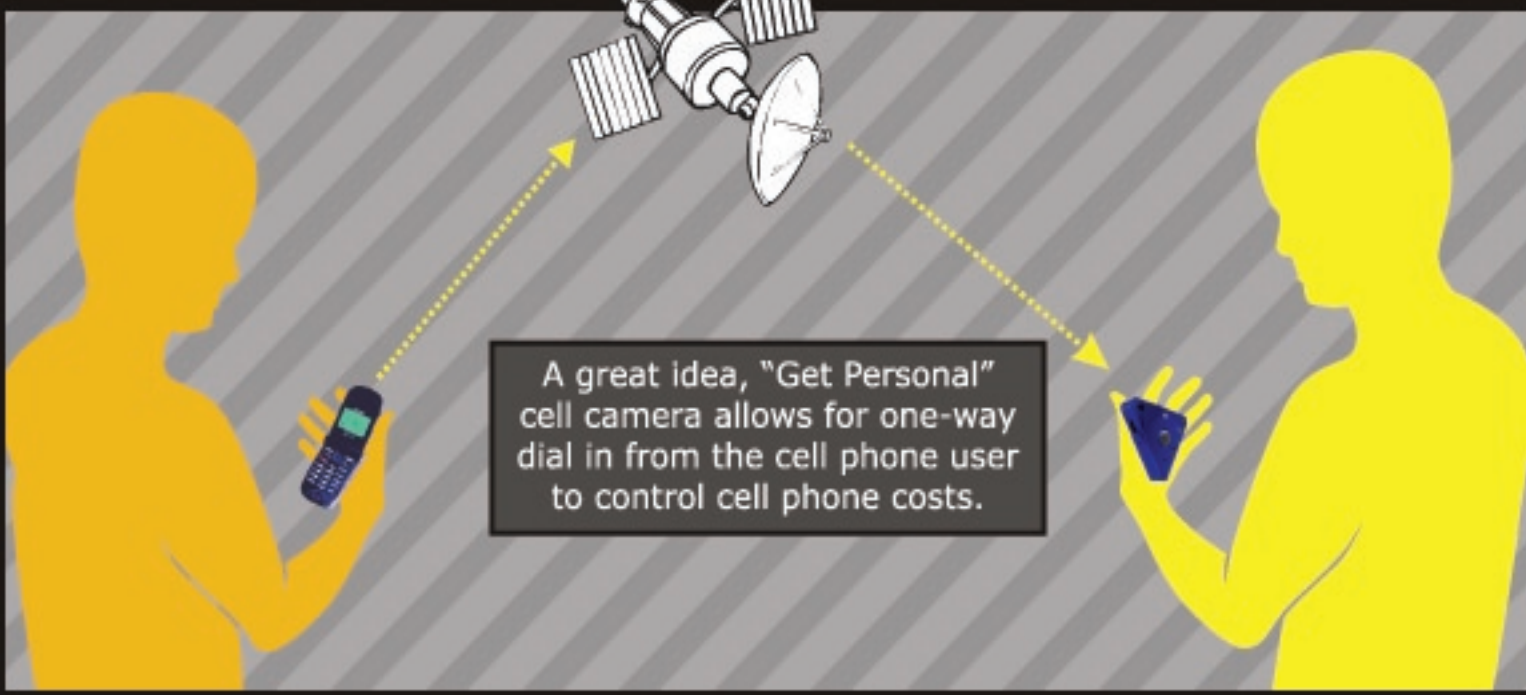 A great idea, “Get Personal”
cell camera allows for one-way
dial in from the cell phone user
to control cell phone costs.